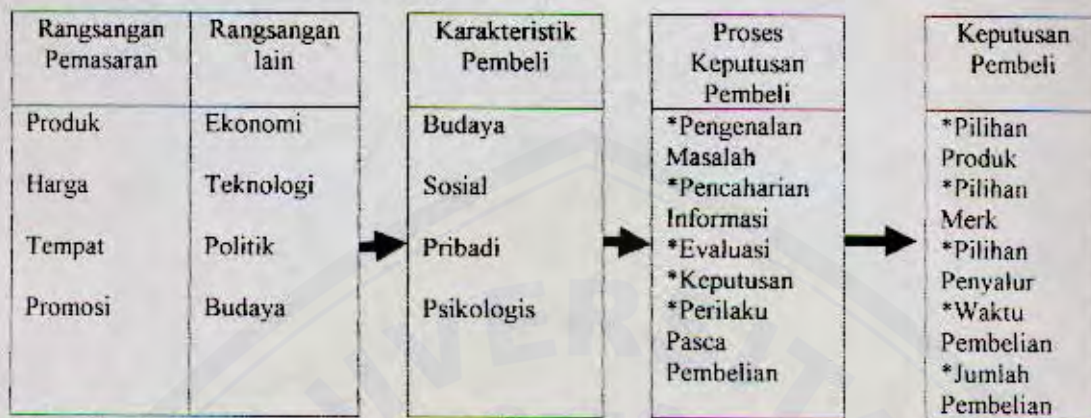 Rangsangan
Pemasaran
Produk
Harga
Tempat
Promosi
Rangsangan
lain
Ekonomi
Teknologi
Politik
Budaya
Karakteristik
Pembeli
Budaya
Sosial
Pribadi
Psikologis
Proses
Keputusan
Pembeli
*Pengenalan
Masalah
*Pencaharian
Informasi
*Evaluasi
*Keputusan
*Perilaku
Pasca
Pembelian
Keputusan
Pembeli
*Pilihan
Produk
*Pilihan
Merk
*Pilihan
Penyalur
*Waktu
Pembelian
*Jumlah
Pembelian